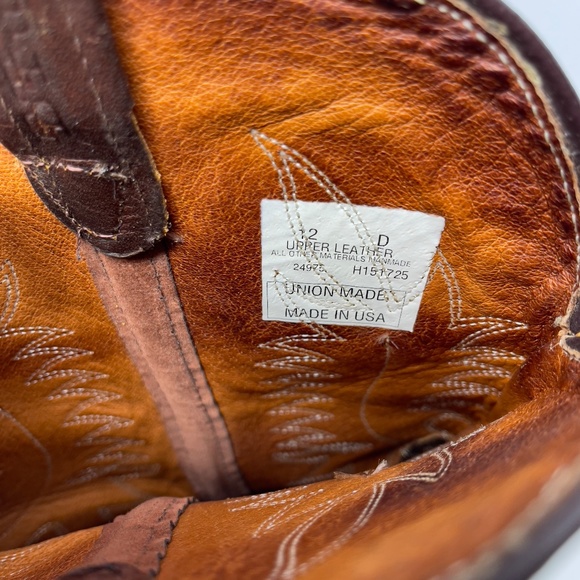 12 D
UPPER LEATHER
ALL OTHER MATERIALS MANMADE
24975 H151725
UNION MADE
MADE IN USA